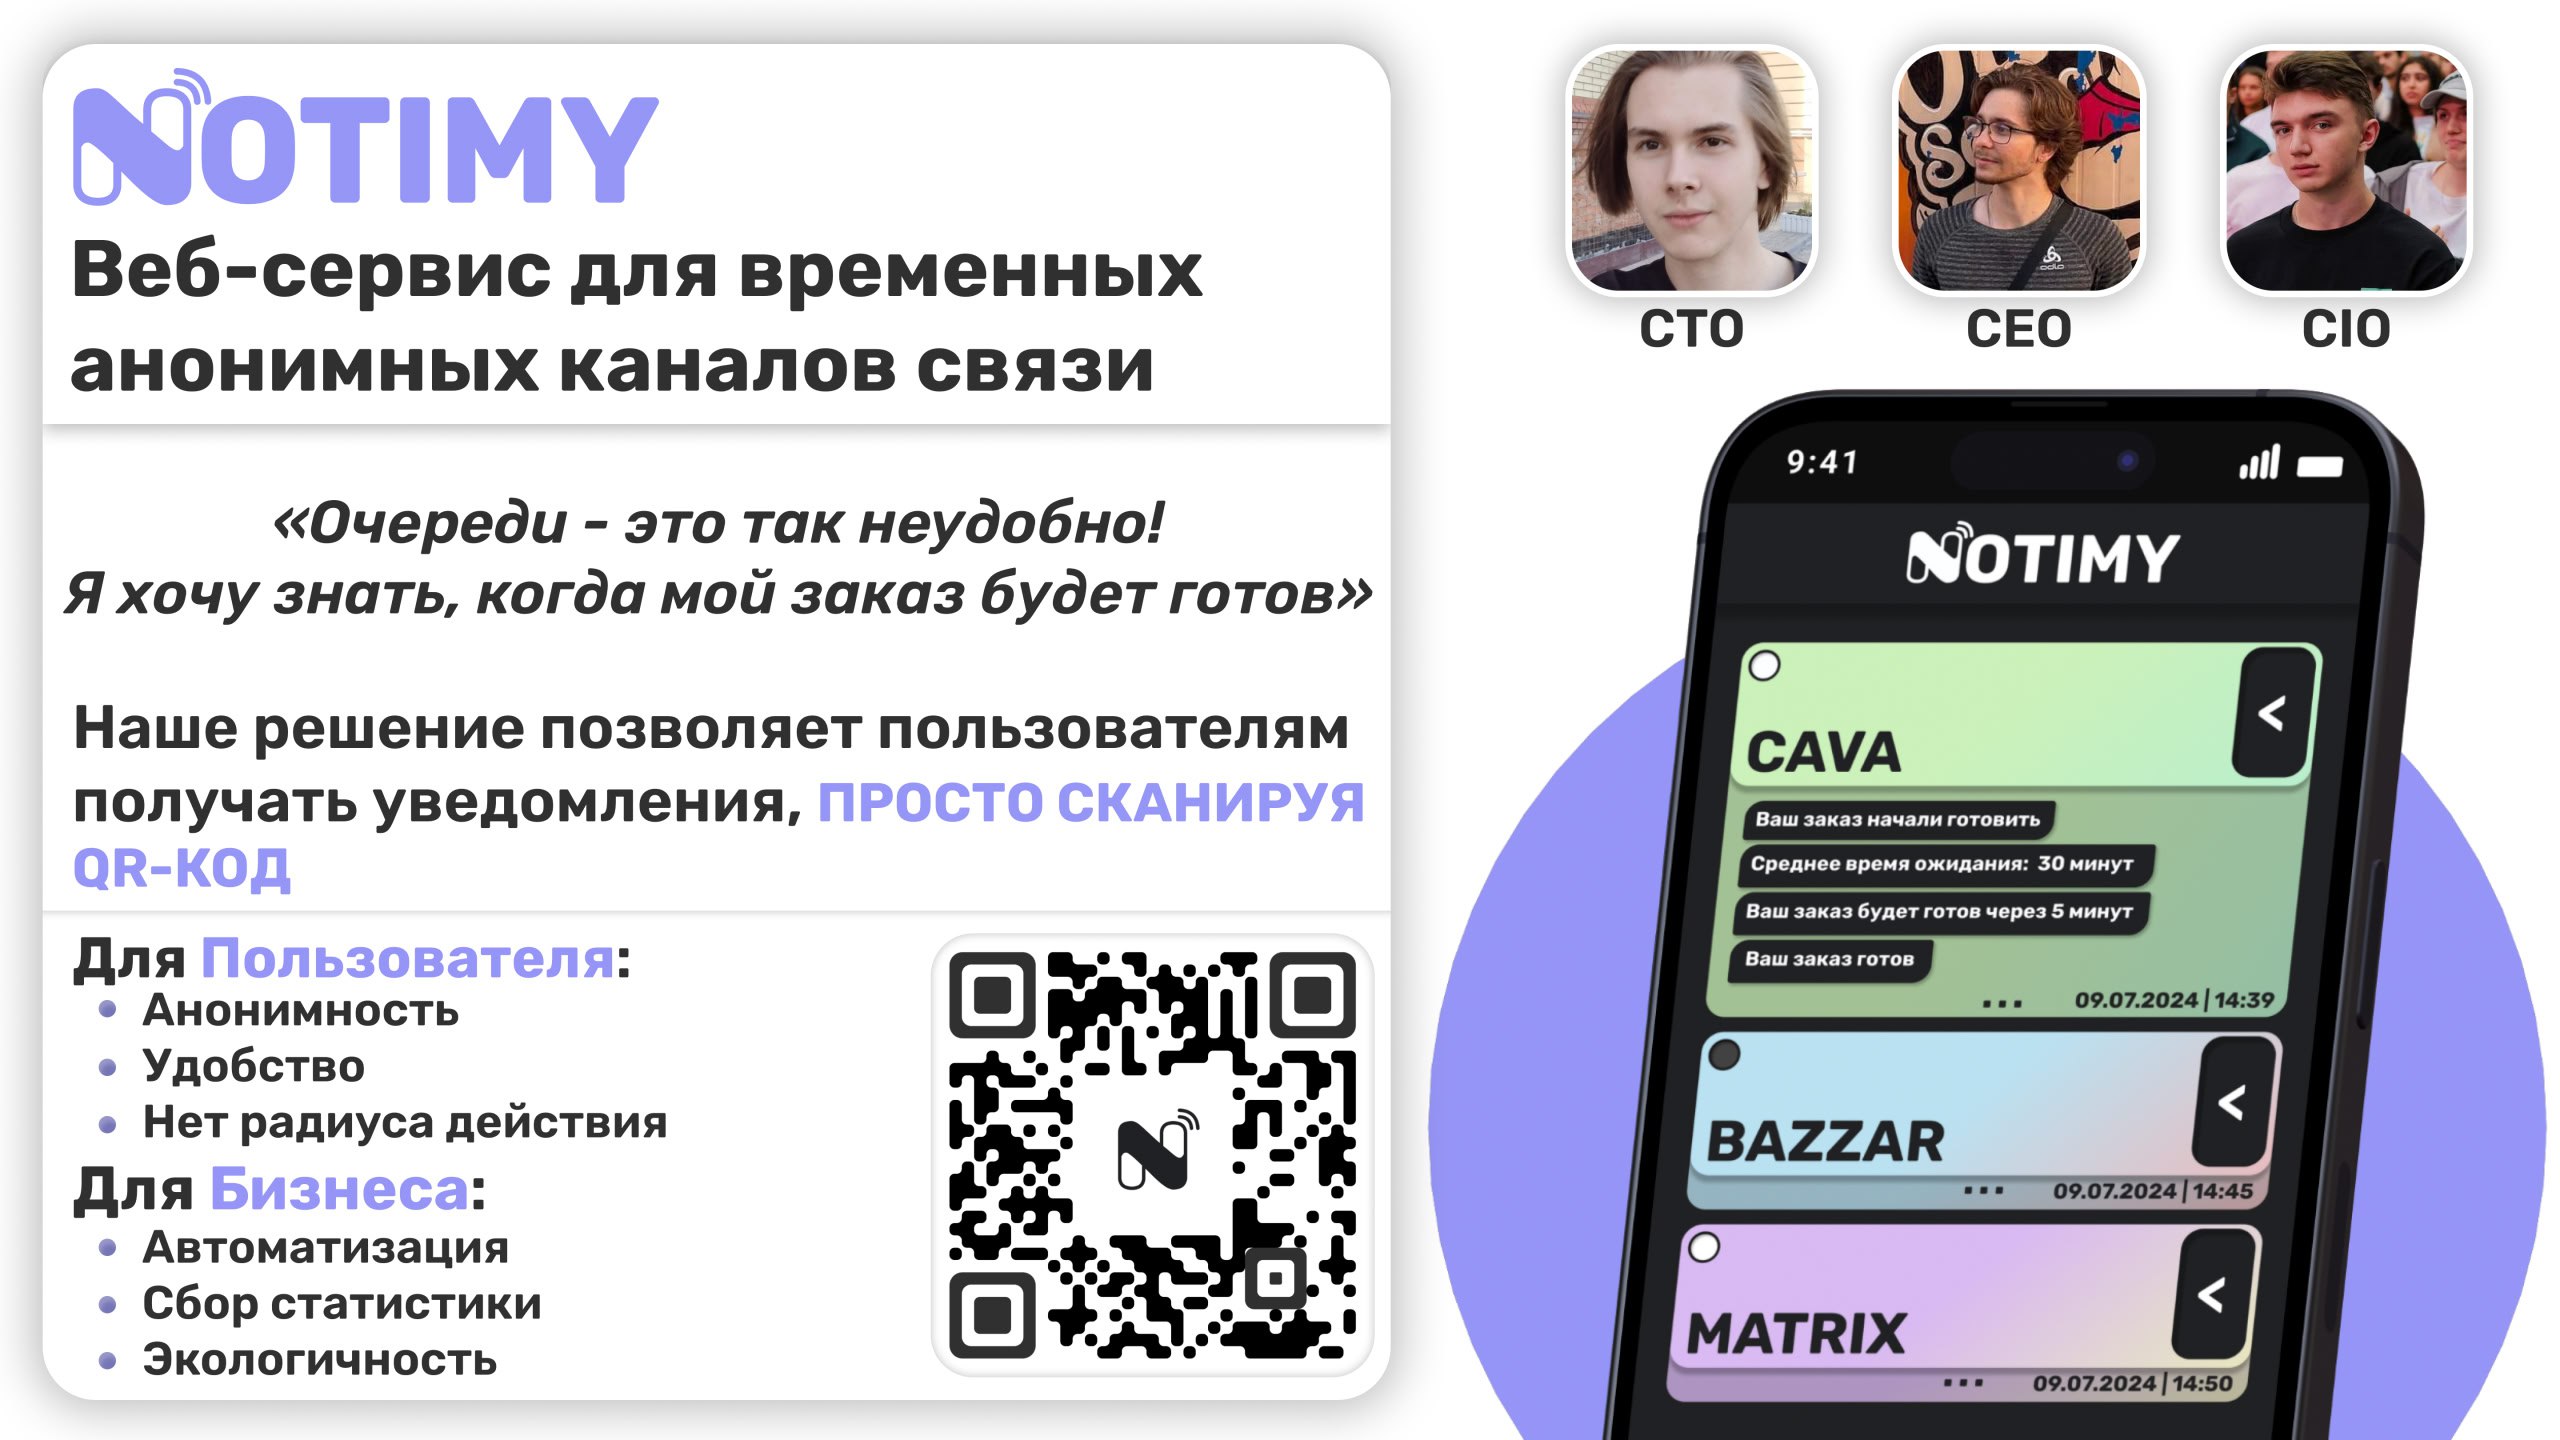 NOTIMY
Веб-сервис для временных
анонимных каналов связи
«Очереди - это так неудобно!
Я хочу знать, когда мой заказ будет готов»
Наше решение позволяет пользователям
получать уведомления, ПРОСТО СКАНИРУЯ
QR-КОД
Для Пользователя:
Анонимность
Удобство
Нет радиуса действия
Для Бизнеса:
Автоматизация
Сбор статистики
Экологичность
CTO
CEO
CIO
odlo
9:41
NOTIMY
CAVA
<
Ваш заказ начали готовить
Среднее время ожидания: 30 минут
Ваш заказ будет готов через 5 минут
Ваш заказ готов
... 09.07.2024 | 14:39
BAZZAR
<
... 09.07.2024 | 14:45
MATRIX
<
... 09.07.2024 | 14:50